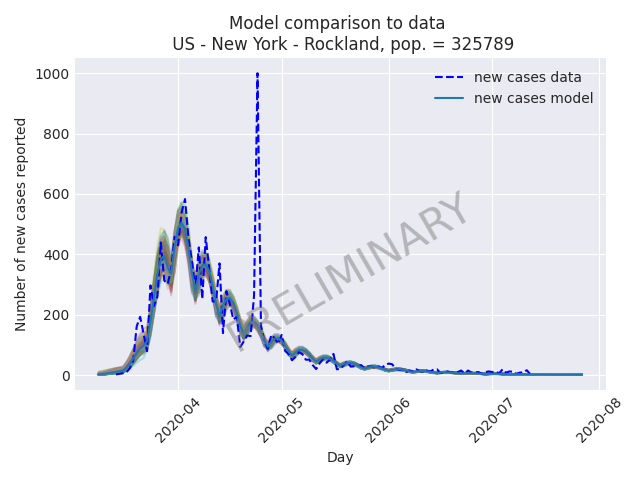 Model comparison to data
US - New York - Rockland, pop. = 325789
new cases data
new cases model
Number of new cases reported
1000
800
600
400
200
0
PRELIMINARY
2020-04
2020-05
2020-06
2020-07
2020-08
Day